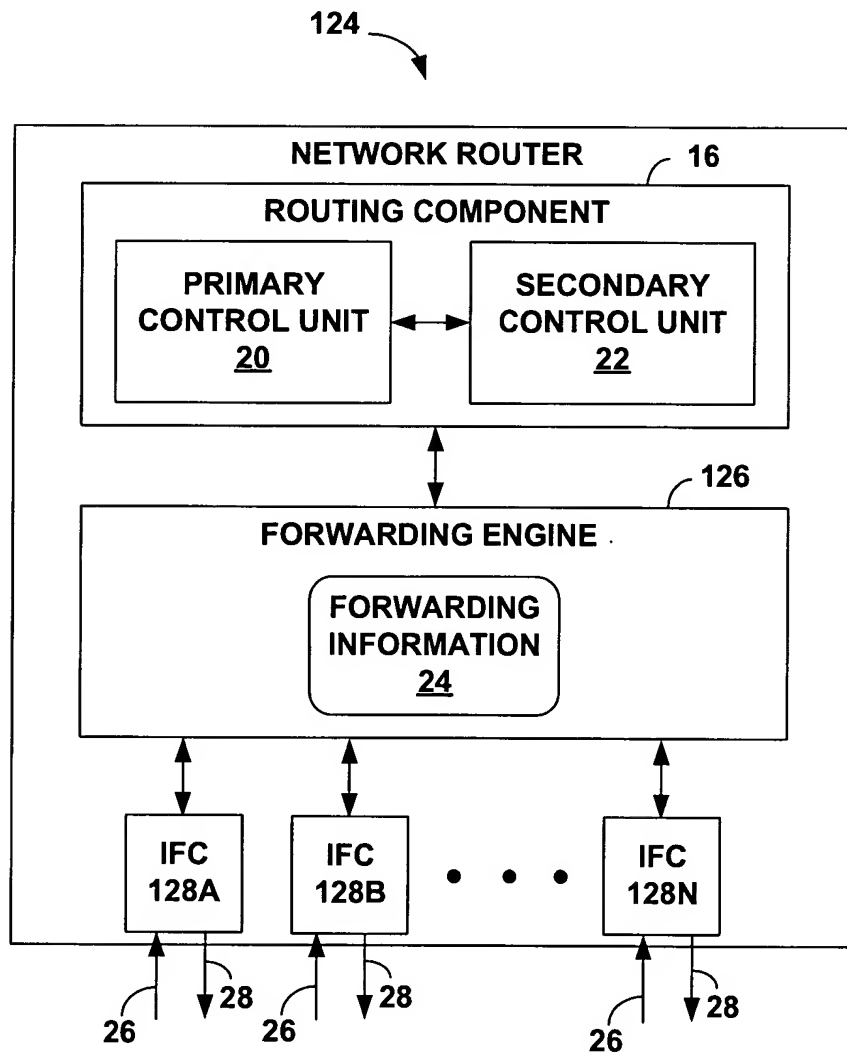 124
NETWORK ROUTER
16
ROUTING COMPONENT
PRIMARY
CONTROL UNIT
20
SECONDARY
CONTROL UNIT
22
126
FORWARDING ENGINE
FORWARDING
INFORMATION
24
IFC
128A
IFC
128B
IFC
128N
26
28
26
28
26
28